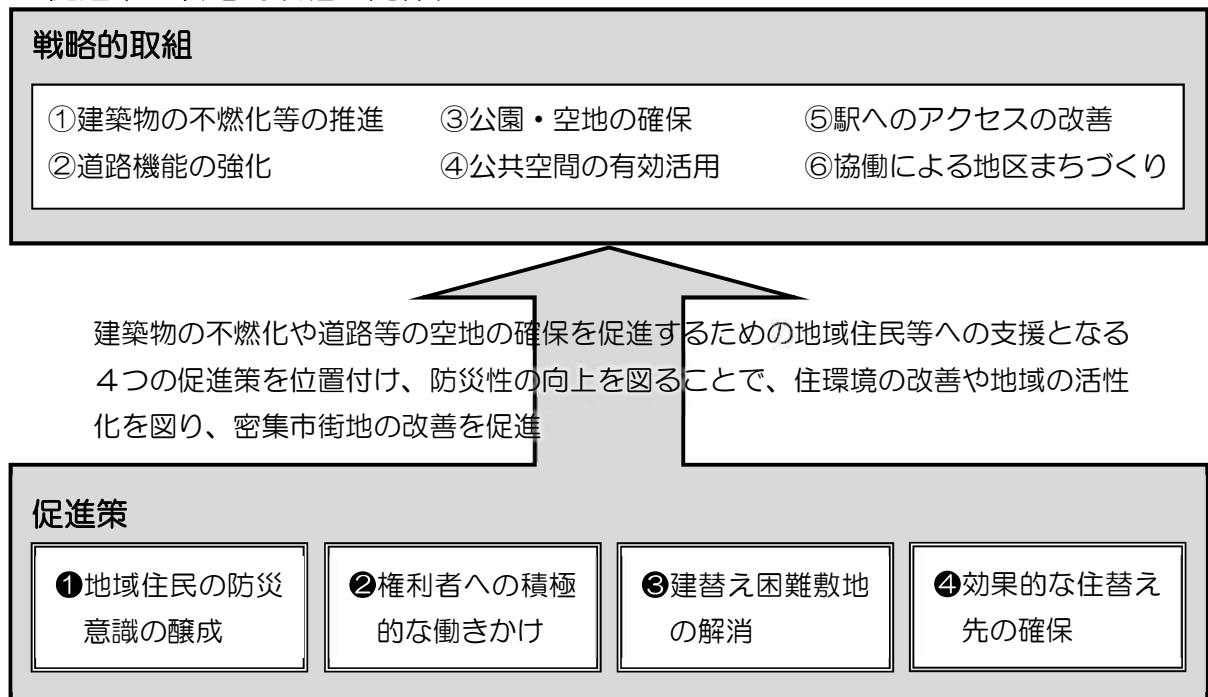 戦略的取組
①建築物の不燃化等の推進
②道路機能の強化
③公園・空地の確保
④公共空間の有効活用
⑤駅へのアクセスの改善
⑥協働による地区まちづくり
建築物の不燃化や道路等の空地の確保を促進するための地域住民等への支援となる
４つの促進策を位置付け、防災性の向上を図ることで、住環境の改善や地域の活性
化を図り、密集市街地の改善を促進
促進策
❶地域住民の防災
意識の醸成
❷権利者への積極
的な働きかけ
❸建替え困難敷地
の解消
❹効果的な住替え
先の確保